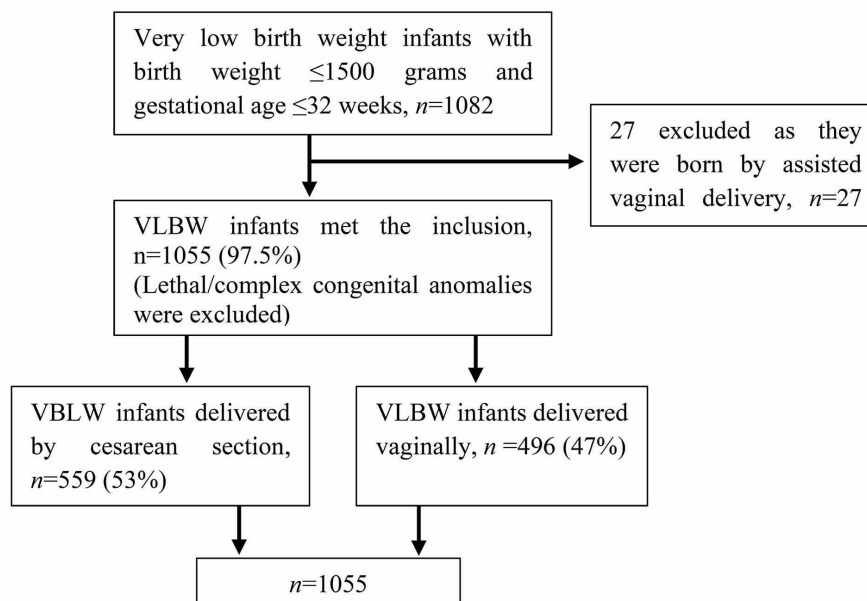 Very low birth weight infants with
birth weight ≤1500 grams and
gestational age ≤32 weeks, n=1082
27 excluded as they
were born by assisted
vaginal delivery, n=27
VLBW infants met the inclusion,
n=1055 (97.5%)
(Lethal/complex congenital anomalies
were excluded)
VBLW infants delivered
by cesarean section,
n=559 (53%)
VLBW infants delivered
vaginally, n =496 (47%)
n=1055